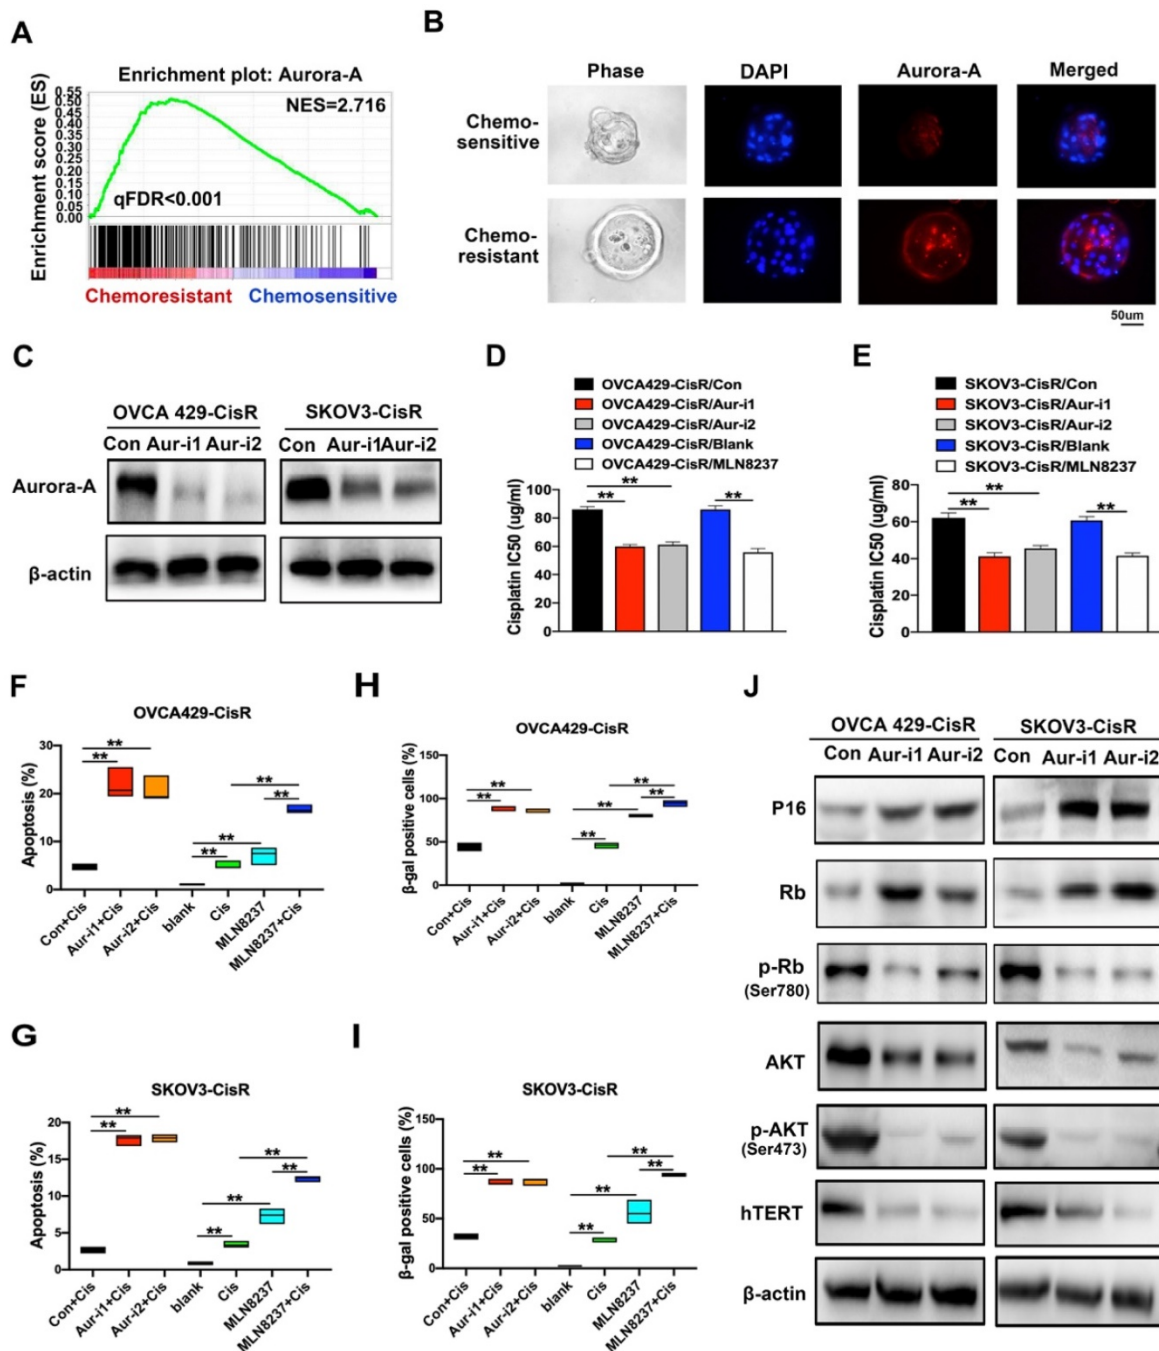 A
Enrichment plot: Aurora-A
Enrichment score (ES)
0.55
0.50
0.45
0.40
0.35
0.30
0.25
0.20
0.15
0.10
0.05
0.00
NES=2.716
qFDR<0.001
Chemoresistant Chemosensitive
B
Phase DAPI Aurora-A Merged
Chemo-
sensitive
Chemo-
resistant
50um
C
OVCA 429-CisR SKOV3-CisR
Con Aur-i1 Aur-i2 Con Aur-i1 Aur-i2
Aurora-A
β-actin
D
OVCA429-CisR/Con
OVCA429-CisR/Aur-i1
OVCA429-CisR/Aur-i2
OVCA429-CisR/Blank
OVCA429-CisR/MLN8237
Cisplatin IC50 (ug/ml)
100
80
60
40
20
0
** ** **
E
SKOV3-CisR/Con
SKOV3-CisR/Aur-i1
SKOV3-CisR/Aur-i2
SKOV3-CisR/Blank
SKOV3-CisR/MLN8237
Cisplatin IC50 (ug/ml)
80
60
40
20
0
** ** **
F
OVCA429-CisR
Apoptosis (%)
30
20
10
0
** ** ** ** ** **
Con+Cis Aur-i1+Cis Aur-i2+Cis blank Cis MLN8237 MLN8237+Cis
H
OVCA429-CisR
β-gal positive cells (%)
150
100
50
0
** ** ** ** ** **
Con+Cis Aur-i1+Cis Aur-i2+Cis blank Cis MLN8237 MLN8237+Cis
G
SKOV3-CisR
Apoptosis (%)
20
15
10
5
0
** ** ** ** ** **
Con+Cis Aur-i1+Cis Aur-i2+Cis blank Cis MLN8237 MLN8237+Cis
I
SKOV3-CisR
β-gal positive cells (%)
150
100
50
0
** ** ** ** ** **
Con+Cis Aur-i1+Cis Aur-i2+Cis blank Cis MLN8237 MLN8237+Cis
J
OVCA 429-CisR SKOV3-CisR
Con Aur-i1 Aur-i2 Con Aur-i1 Aur-i2
P16
Rb
p-Rb
(Ser780)
AKT
p-AKT
(Ser473)
hTERT
β-actin